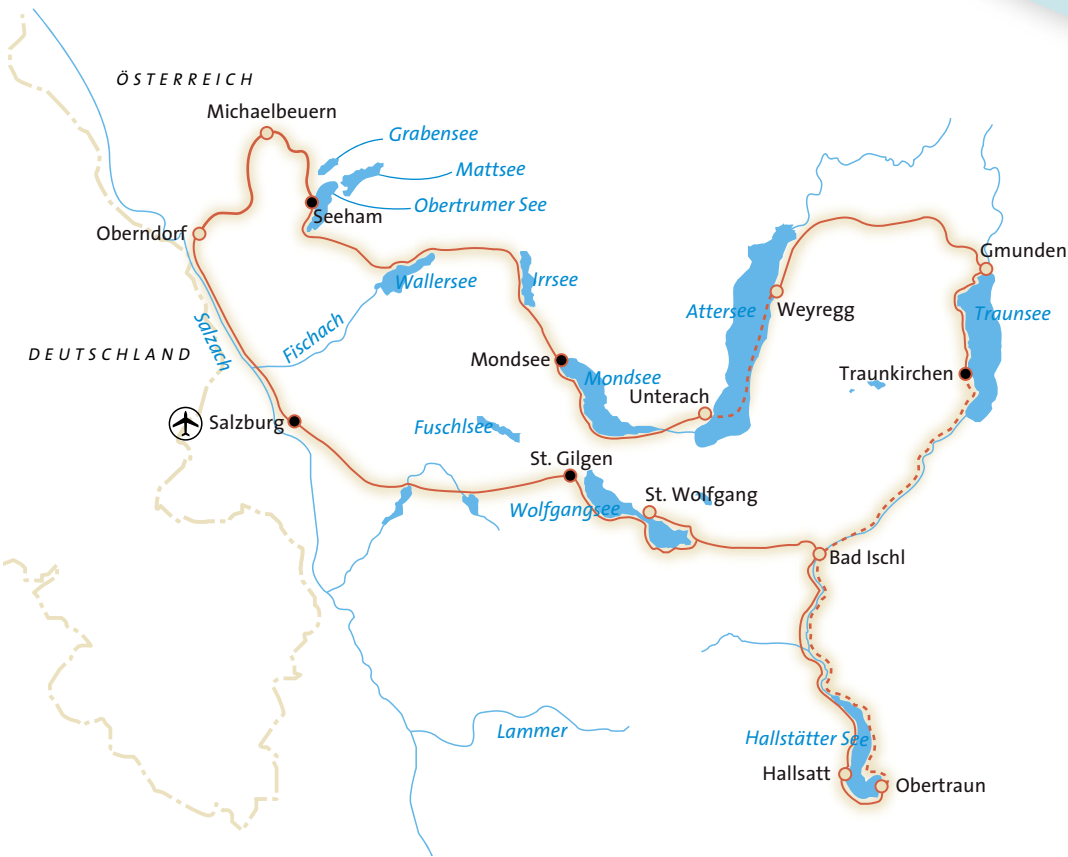 ÖSTERREICH
Michaelbeuern
Grabensee
Mattsee
Obertrumer See
Seeham
Oberndorf
Gmunden
Wallersee
Irrsee
Attersee
Weyregg
Traunsee
Salzach
Fischach
DEUTSCHLAND
Mondsee
Mondsee
Traunkirchen
Unterach
Salzburg
Fuschlsee
St. Gilgen
St. Wolfgang
Wolfgangsee
Bad Ischl
Lammer
Hallstätter See
Hallsatt
Obertraun